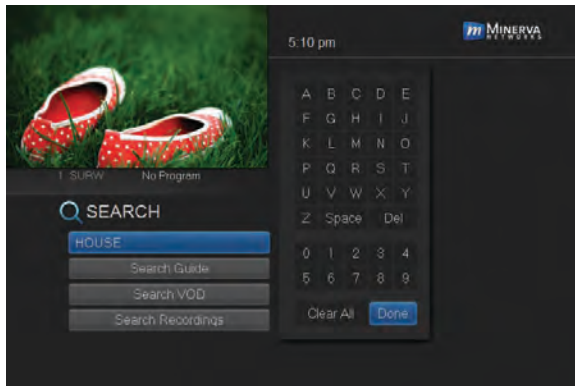 5:10 pm
m MINERVA
NETWORKS
1 SURW No Program
SEARCH
HOUSE
Search Guide
Search VOD
Search Recordings
A B C D E
F G H I J
K L M N O
P Q R S T
U V W X Y
Z Space Del
0 1 2 3 4
5 6 7 8 9
Clear All Done